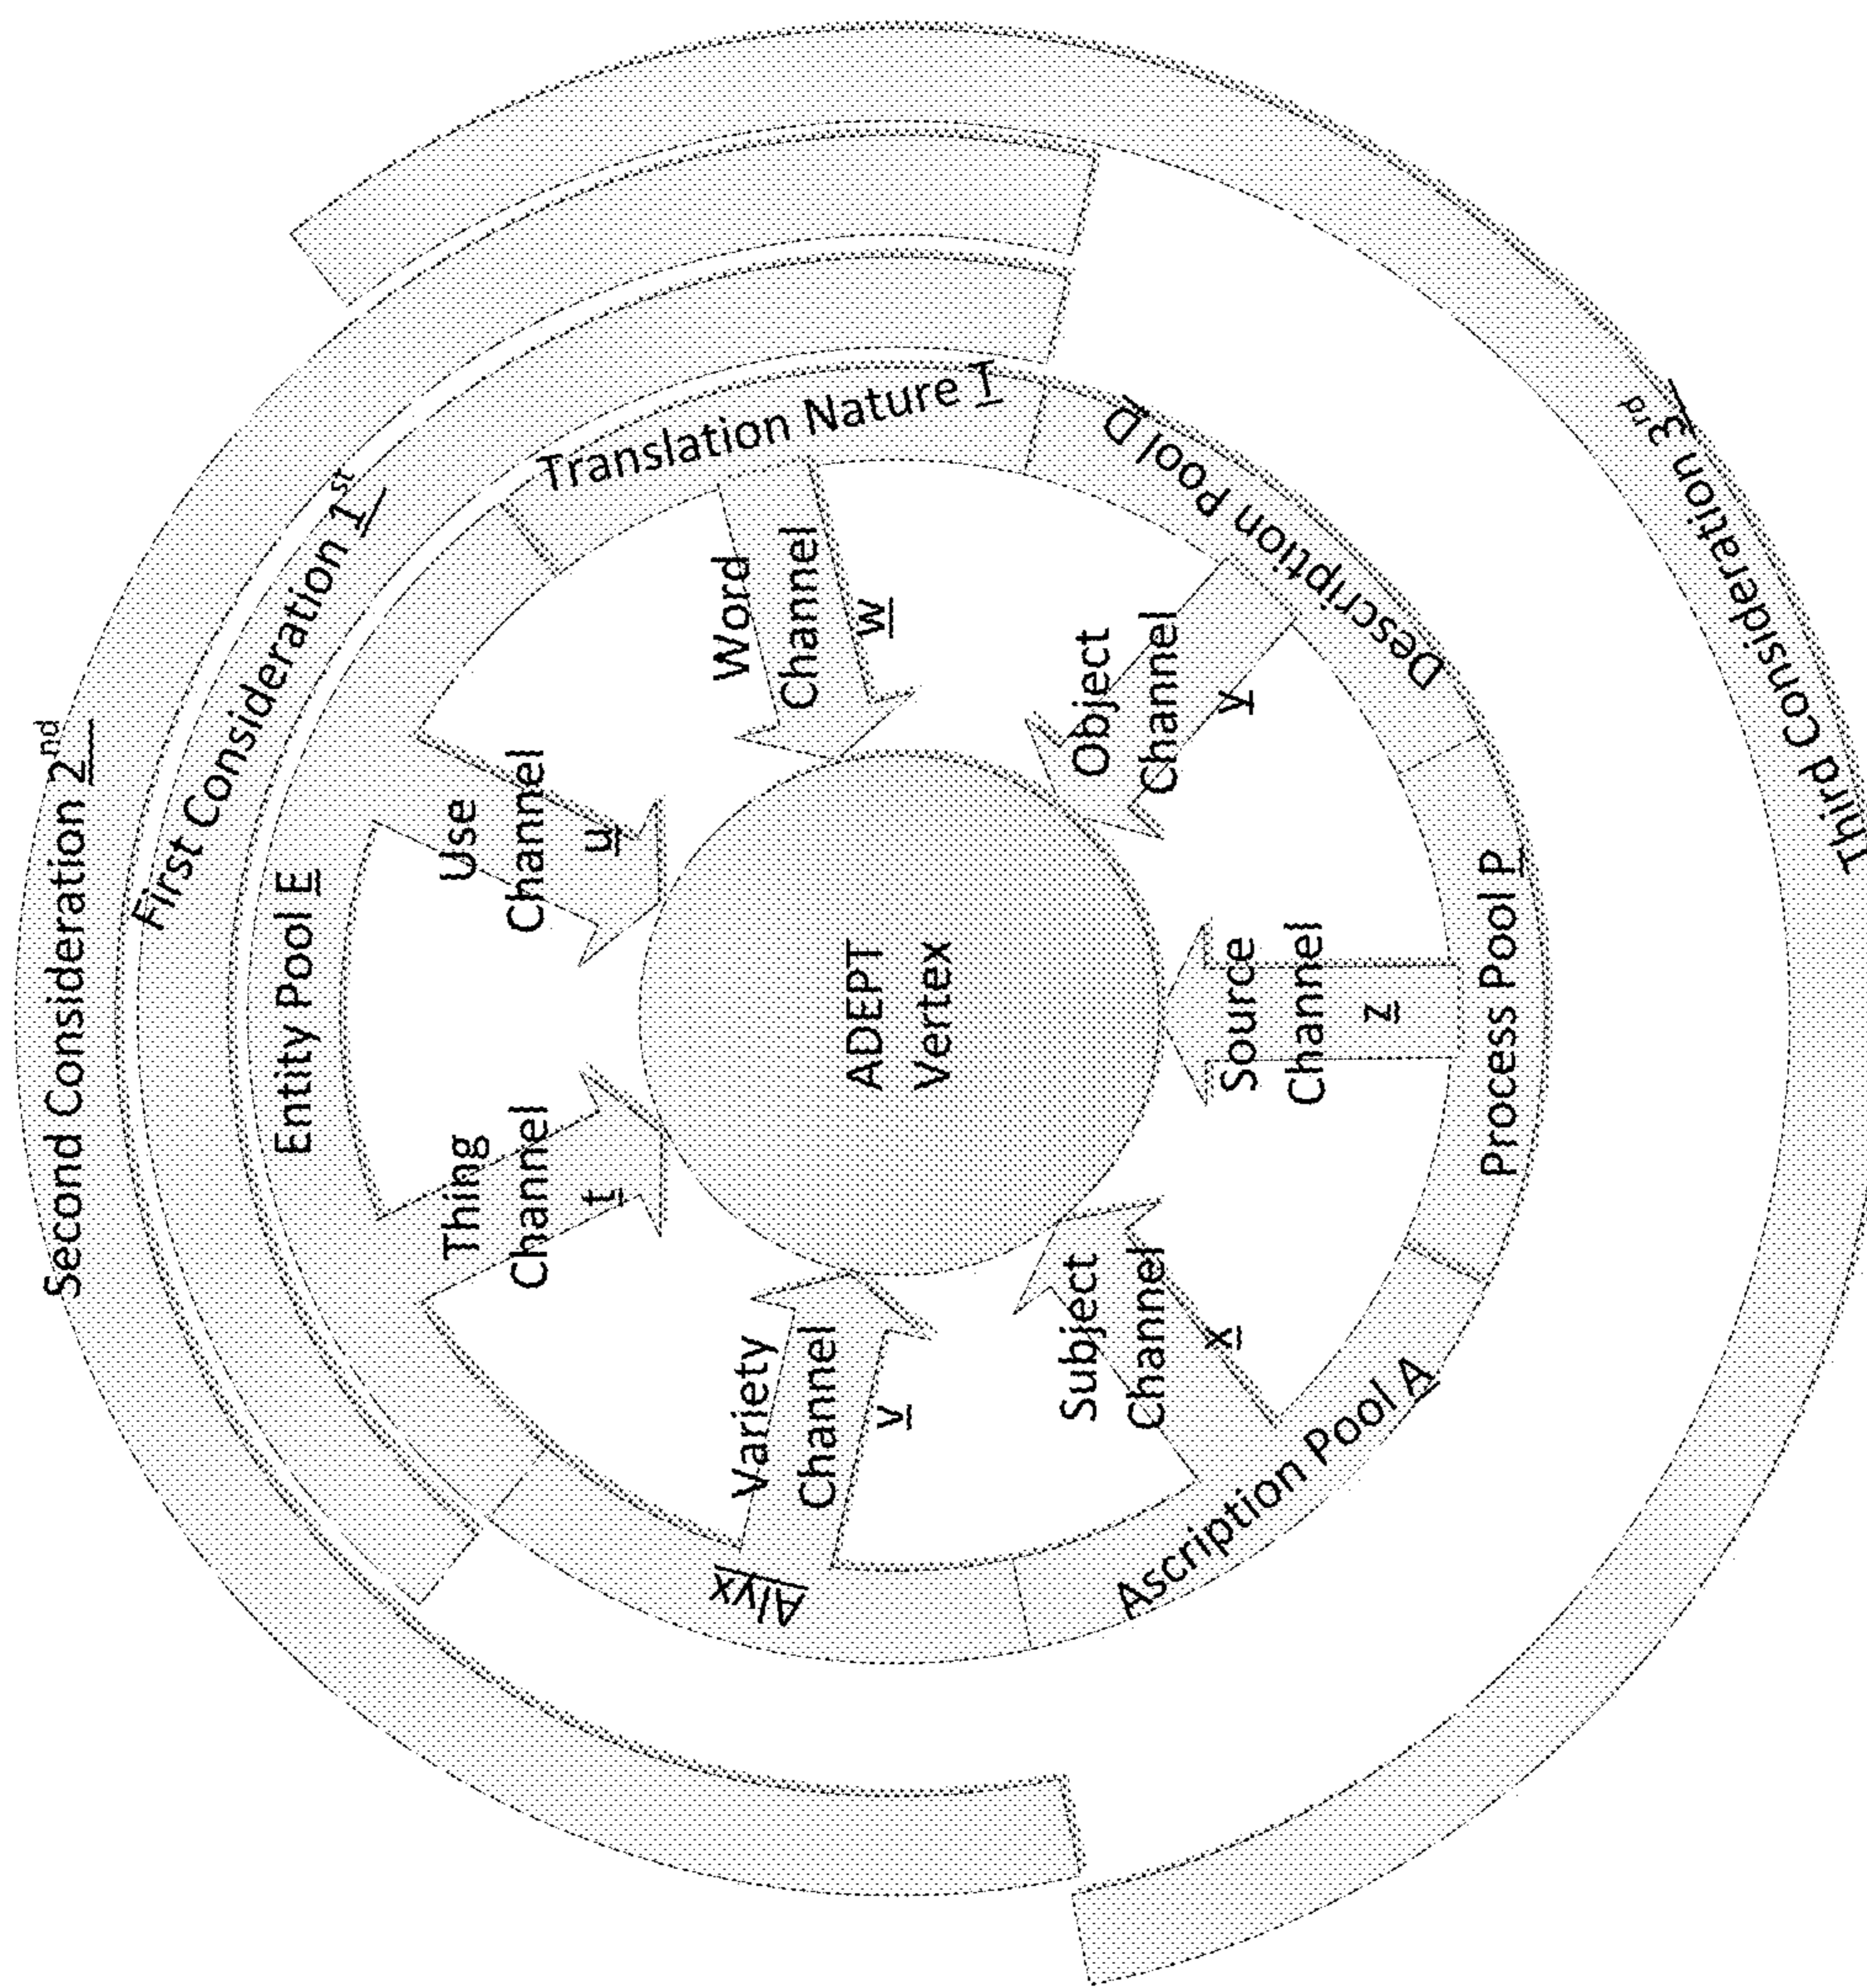 Second Consideration 2nd
First Consideration 1st
Entity Pool E
Thing
Channel
t
Use
Channel
u
Translation Nature T
Word
Channel
w
Variety
Channel
v
Alyx
ADEPT
Vertex
Object
Channel
y
Description Pool D
Subject
Channel
x
Ascription Pool A
Source
Channel
z
Process Pool P
Third Consideration 3rd